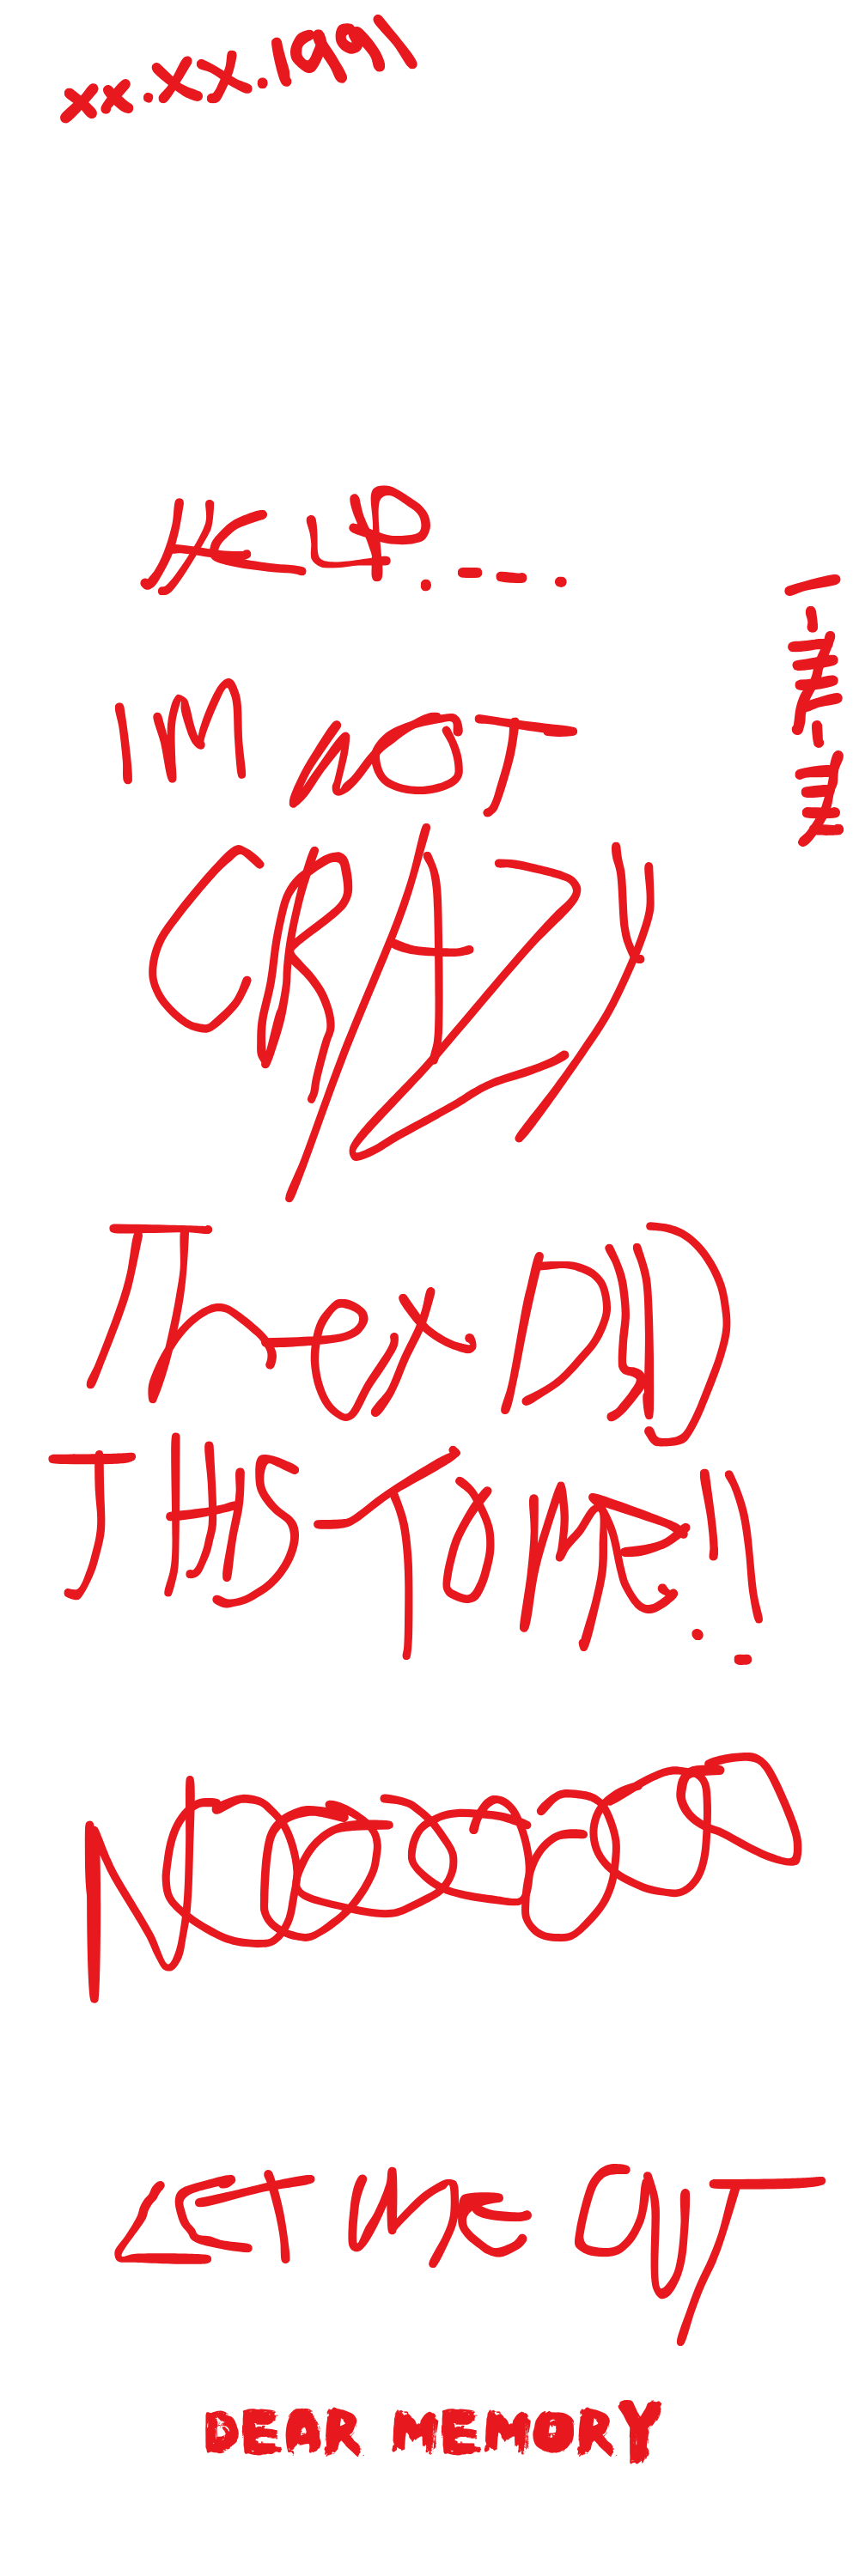 xx.xx.1991
HELP....
IM NOT
CRAZY
They DID
THIS TO ME!!
NOOOOOOO
LET ME OUT
DEAR MEMORY